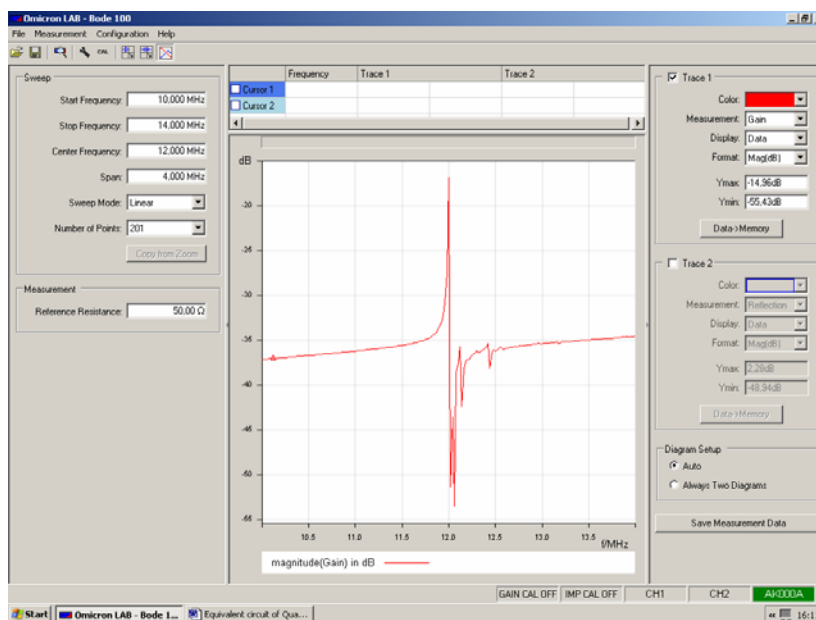 Omicron LAB - Bode 100
File Measurement Configuration Help
CAL
Sweep
Start Frequency: 10,000 MHz
Stop Frequency: 14,000 MHz
Center Frequency: 12,000 MHz
Span: 4,000 MHz
Sweep Mode: Linear
Number of Points: 201
Copy from Zoom
Measurement
Reference Resistance: 50,00 Ω
Frequency Trace 1 Trace 2
Cursor 1
Cursor 2
dB
-20
-25
-30
-35
-40
-45
-50
-55
10.5 11.0 11.5 12.0 12.5 13.0 13.5
f/MHz
magnitude(Gain) in dB
Trace 1
Color:
Measurement: Gain
Display: Data
Format: Mag(dB)
Ymax: -14,96dB
Ymin: -55,43dB
Data->Memory
Trace 2
Color:
Measurement: Reflection
Display: Data
Format: Mag(dB)
Ymax: 2,28dB
Ymin: -48,94dB
Data->Memory
Diagram Setup
Auto
Always Two Diagrams
Save Measurement Data
GAIN CAL OFF IMP CAL OFF CH1 CH2 AK000A
Start Omicron LAB - Bode 1... Equivalent circuit of Qua... 16:1